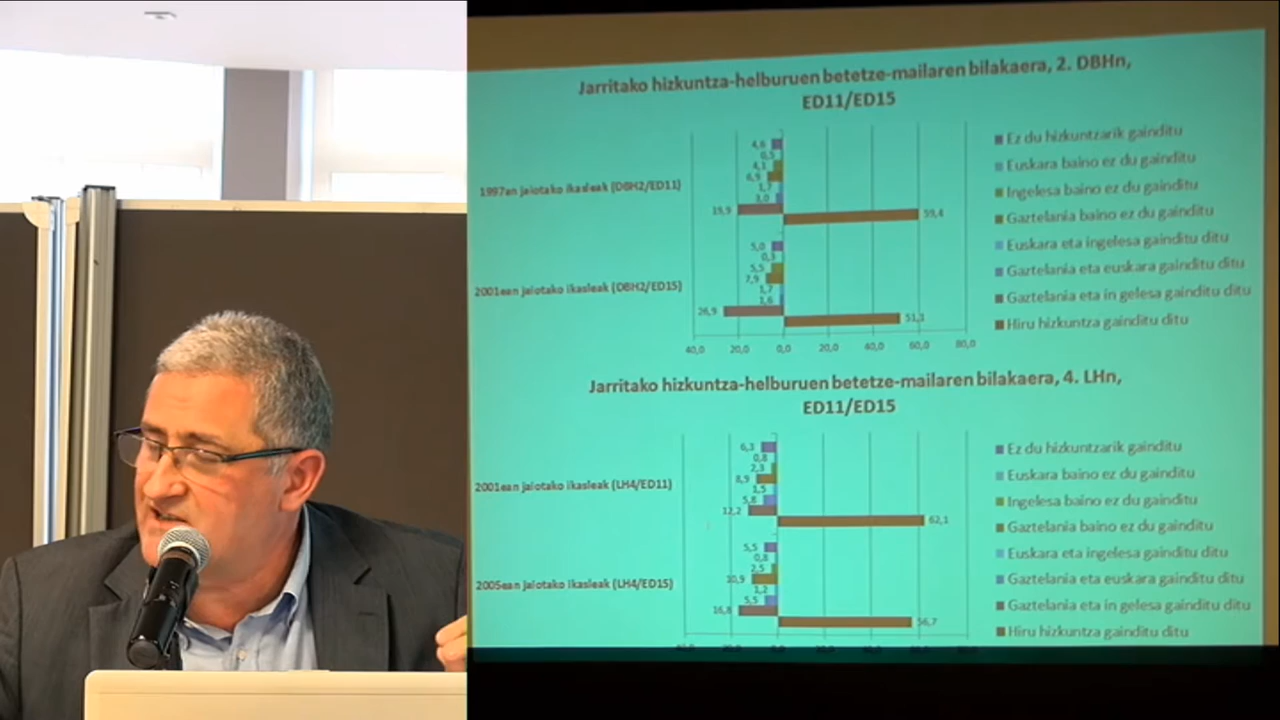 Jarritako hizkuntza-helburuen betetze-mailaren bilakaera, 2. DBHn,
ED11/ED15
1997an jaiotako ikasleak (DBH2/ED11)
4,6
0,5
4,1
6,9
1,7
3,0
19,9
59,4
2001ean jaiotako ikasleak (DBH2/ED15)
5,0
0,3
5,5
7,9
1,7
1,6
26,9
51,1
40,0 20,0 0,0 20,0 40,0 60,0 80,0
Ez du hizkuntzarik gainditu
Euskara baino ez du gainditu
Ingelesa baino ez du gainditu
Gaztelania baino ez du gainditu
Euskara eta ingelesa gainditu ditu
Gaztelania eta euskara gainditu ditu
Gaztelania eta in gelesa gainditu ditu
Hiru hizkuntza gainditu ditu
Jarritako hizkuntza-helburuen betetze-mailaren bilakaera, 4. LHn,
ED11/ED15
2001ean jaiotako ikasleak (LH4/ED11)
6,3
0,8
2,3
8,9
1,5
5,8
12,2
62,1
2005ean jaiotako ikasleak (LH4/ED15)
5,5
0,8
2,5
10,9
1,2
5,5
16,8
56,7
Ez du hizkuntzarik gainditu
Euskara baino ez du gainditu
Ingelesa baino ez du gainditu
Gaztelania baino ez du gainditu
Euskara eta ingelesa gainditu ditu
Gaztelania eta euskara gainditu ditu
Gaztelania eta in gelesa gainditu ditu
Hiru hizkuntza gainditu ditu